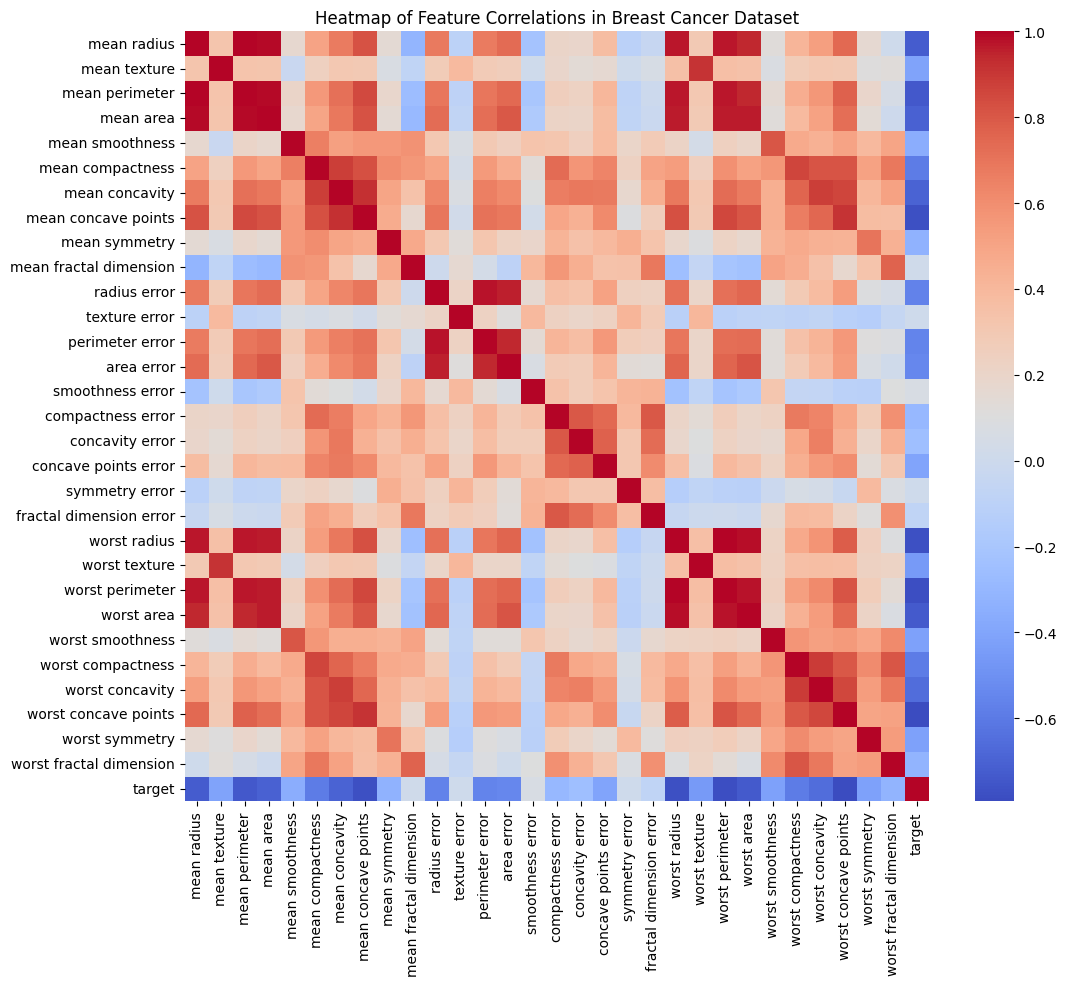 Heatmap of Feature Correlations in Breast Cancer Dataset
mean radius
mean texture
mean perimeter
mean area
mean smoothness
mean compactness
mean concavity
mean concave points
mean symmetry
mean fractal dimension
radius error
texture error
perimeter error
area error
smoothness error
compactness error
concavity error
concave points error
symmetry error
fractal dimension error
worst radius
worst texture
worst perimeter
worst area
worst smoothness
worst compactness
worst concavity
worst concave points
worst symmetry
worst fractal dimension
target
mean radius
mean texture
mean perimeter
mean area
mean smoothness
mean compactness
mean concavity
mean concave points
mean symmetry
mean fractal dimension
radius error
texture error
perimeter error
area error
smoothness error
compactness error
concavity error
concave points error
symmetry error
fractal dimension error
worst radius
worst texture
worst perimeter
worst area
worst smoothness
worst compactness
worst concavity
worst concave points
worst symmetry
worst fractal dimension
target
1.0
0.8
0.6
0.4
0.2
0.0
−0.2
−0.4
−0.6